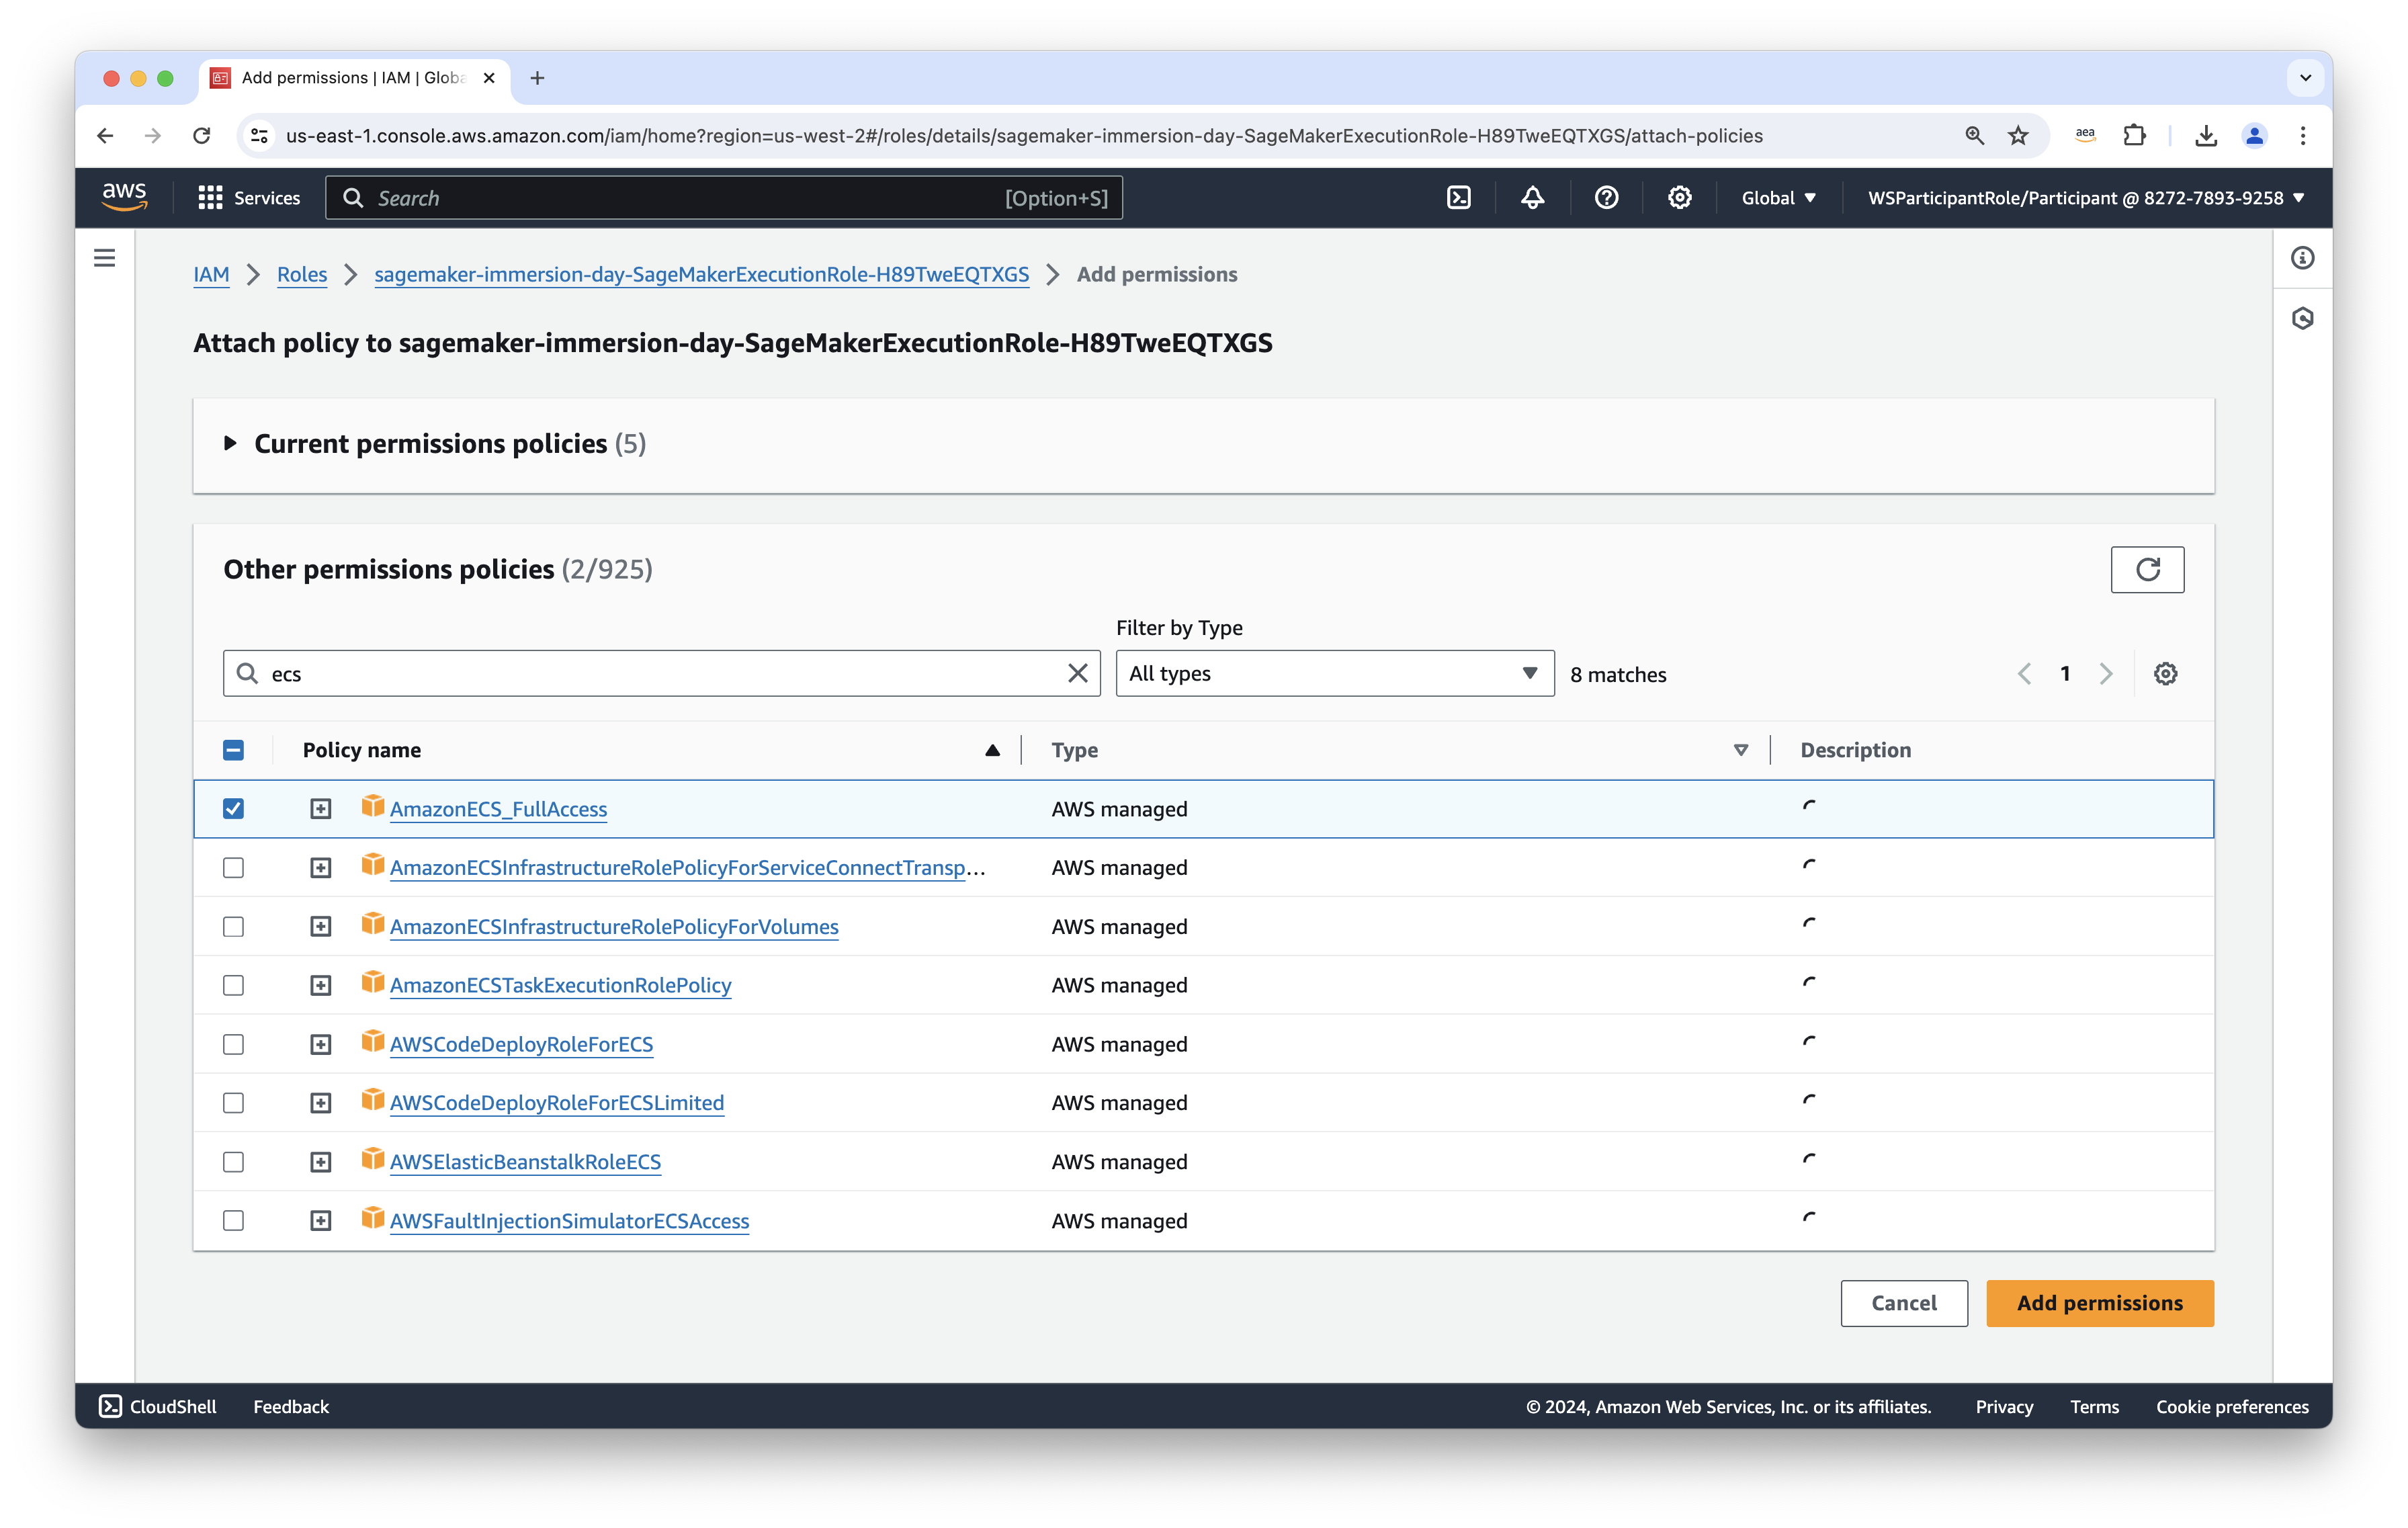 Add permissions | IAM | Globa
us-east-1.console.aws.amazon.com/iam/home?region=us-west-2#/roles/details/sagemaker-immersion-day-SageMakerExecutionRole-H89TweEQTXGS/attach-policies
aea
aws Services Search [Option+S] Global WSParticipantRole/Participant @ 8272-7893-9258
IAM Roles sagemaker-immersion-day-SageMakerExecutionRole-H89TweEQTXGS Add permissions
Attach policy to sagemaker-immersion-day-SageMakerExecutionRole-H89TweEQTXGS
Current permissions policies (5)
Other permissions policies (2/925)
Filter by Type
ecs All types 8 matches 1
Policy name Type Description
AmazonECS_FullAccess AWS managed
AmazonECSInfrastructureRolePolicyForServiceConnectTransp... AWS managed
AmazonECSInfrastructureRolePolicyForVolumes AWS managed
AmazonECSTaskExecutionRolePolicy AWS managed
AWSCodeDeployRoleForECS AWS managed
AWSCodeDeployRoleForECSLimited AWS managed
AWSElasticBeanstalkRoleECS AWS managed
AWSFaultInjectionSimulatorECSAccess AWS managed
Cancel Add permissions
CloudShell Feedback © 2024, Amazon Web Services, Inc. or its affiliates. Privacy Terms Cookie preferences